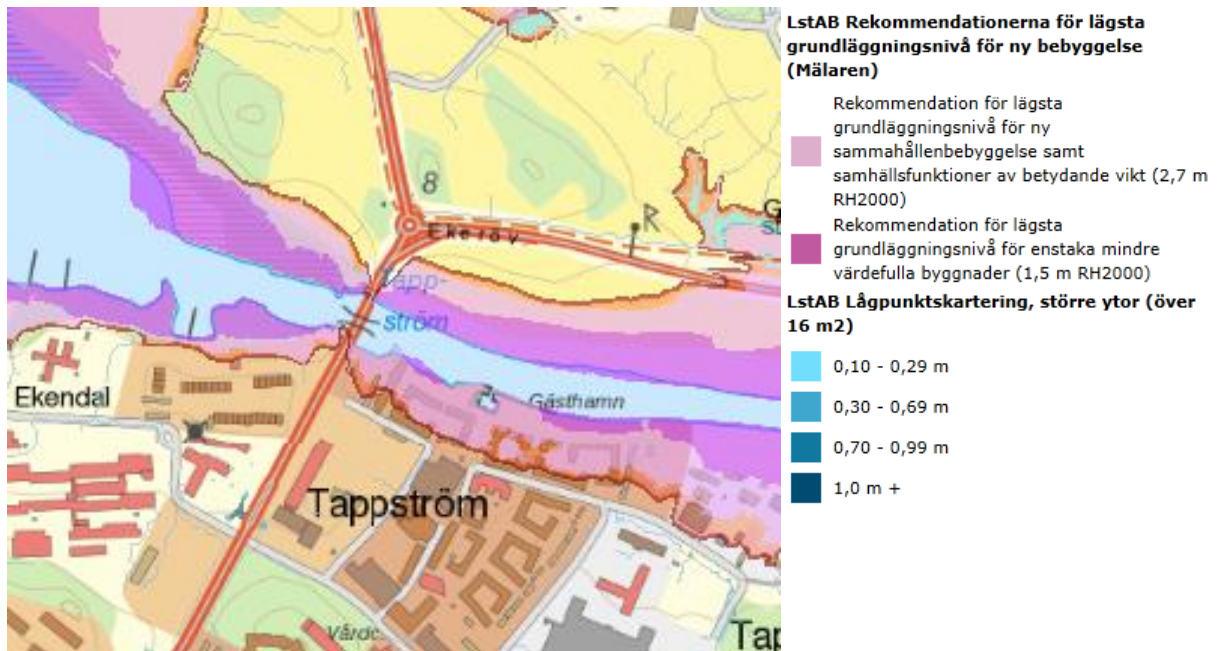 8
Ekeröv
Tapp-
ström
Ekendal
Gästhamn
Tappström
Vårdc.
Tap
LstAB Rekommendationerna för lägsta
grundläggningsnivå för ny bebyggelse
(Mälaren)
Rekommendation för lägsta
grundläggningsnivå för ny
sammahållenbebyggelse samt
samhällsfunktioner av betydande vikt (2,7 m
RH2000)
Rekommendation för lägsta
grundläggningsnivå för enstaka mindre
värdefulla byggnader (1,5 m RH2000)
LstAB Lågpunktskartering, större ytor (över
16 m2)
0,10 - 0,29 m
0,30 - 0,69 m
0,70 - 0,99 m
1,0 m +